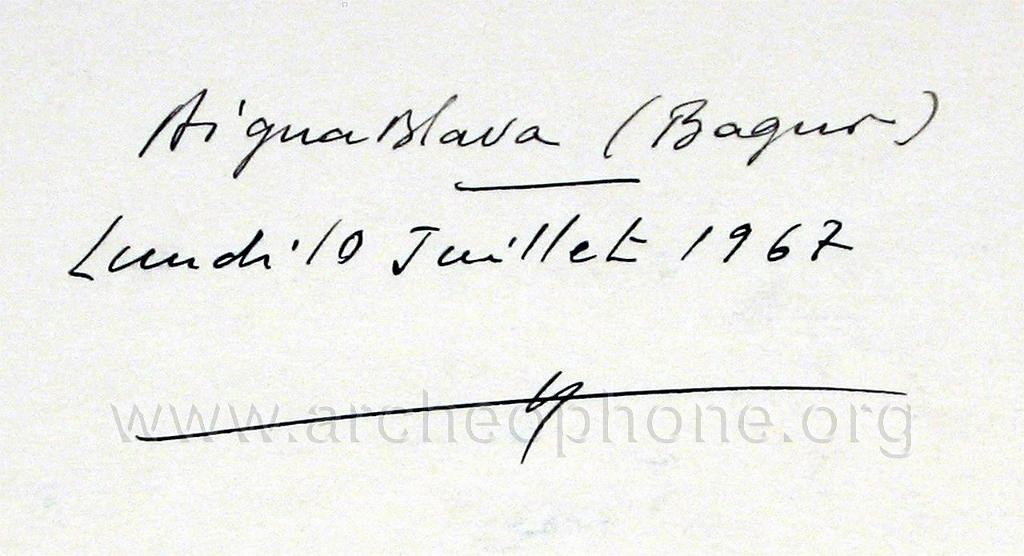 AiguaBlava (Bagur)
Lundi 10 Juillet 1967
www.archeophone.org